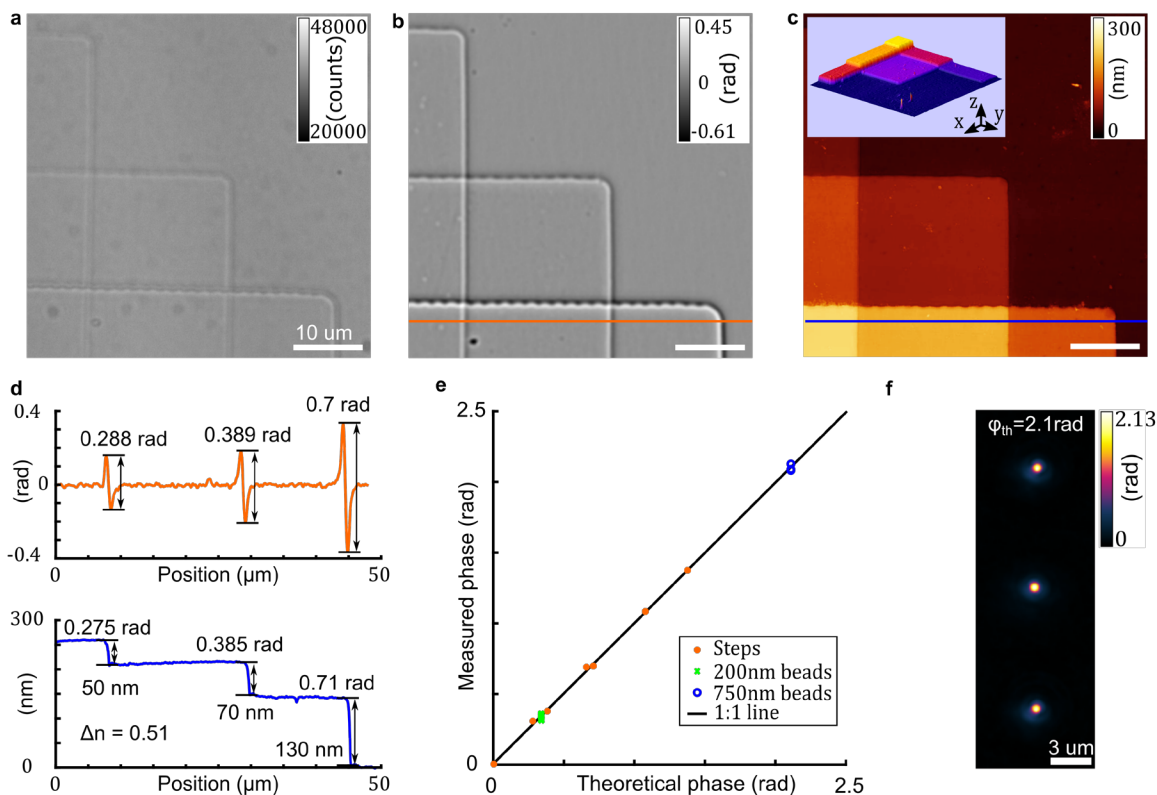 a
48000
(counts)
20000
10 um
b
0.45
0
(rad)
-0.61
c
300
(nm)
0
z
x
y
d
0.4
(rad)
0
-0.4
0.288 rad
0.389 rad
0.7 rad
0
Position (µm)
50
300
(nm)
0
0.275 rad
0.385 rad
0.71 rad
50 nm
70 nm
130 nm
Δn = 0.51
0
Position (µm)
50
e
2.5
Measured phase (rad)
0
Steps
200nm beads
750nm beads
1:1 line
0
Theoretical phase (rad)
2.5
f
φth=2.1rad
2.13
(rad)
0
3 um